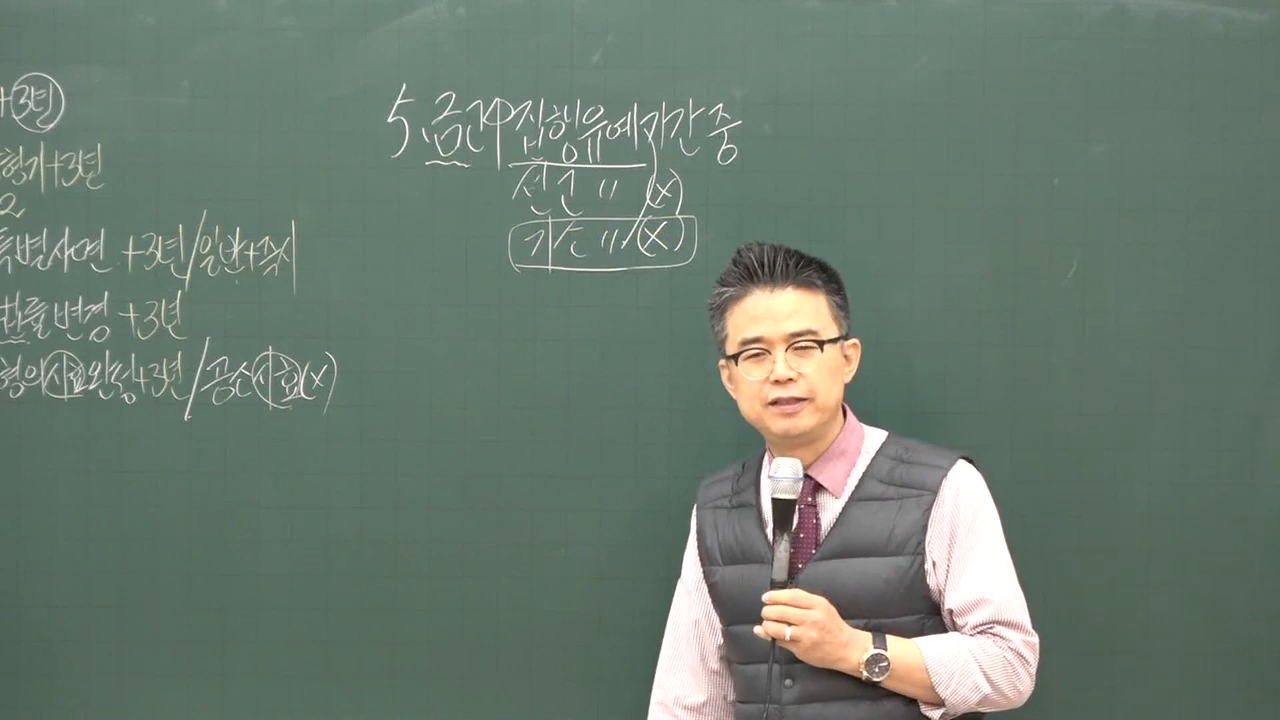 +3년
형기+3년
2
특별사면 +3년/일반+즉시
환률변경 +3년
형의시효완성+3년/공소시효(x)
5.금고↑집행유예기간중
선고 〃 (x)
기소 〃 (x)